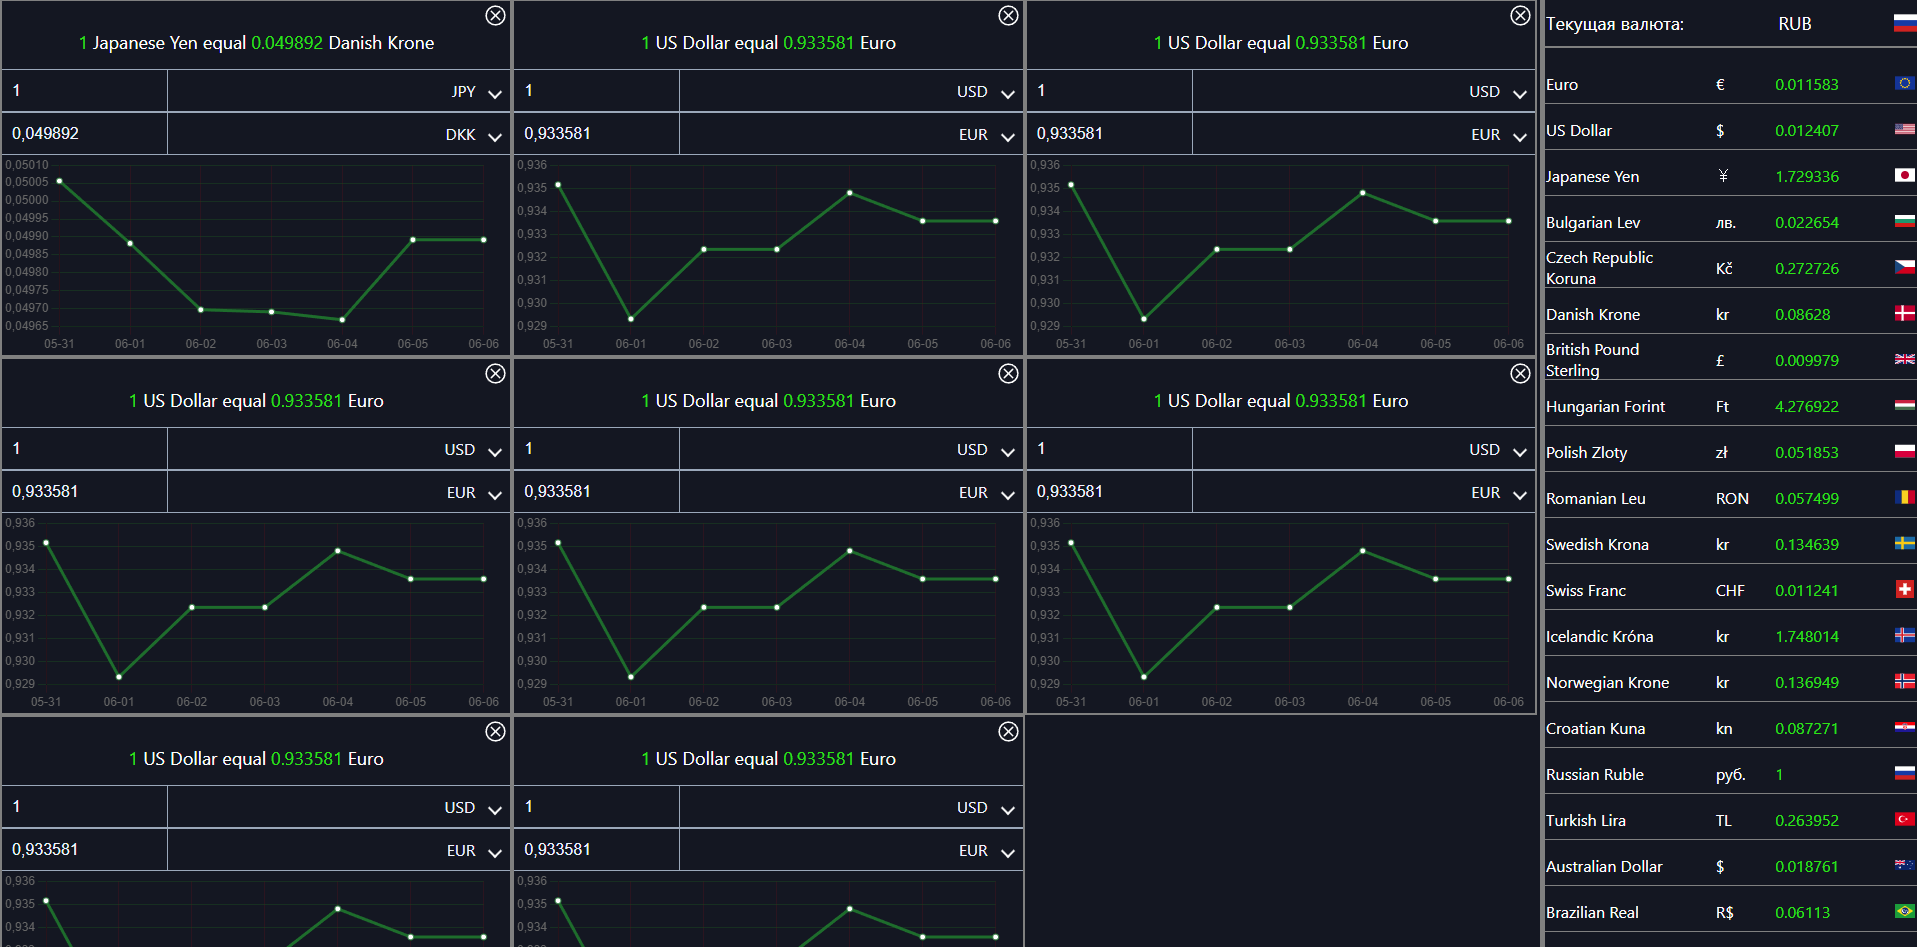 1 Japanese Yen equal 0.049892 Danish Krone
1 JPY
0,049892 DKK
0,05010
0,05005
0,05000
0,04995
0,04990
0,04985
0,04980
0,04975
0,04970
0,04965
05-31 06-01 06-02 06-03 06-04 06-05 06-06
1 US Dollar equal 0.933581 Euro
1 USD
0,933581 EUR
0,936
0,935
0,934
0,933
0,932
0,931
0,930
0,929
05-31 06-01 06-02 06-03 06-04 06-05 06-06
1 US Dollar equal 0.933581 Euro
1 USD
0,933581 EUR
0,936
0,935
0,934
0,933
0,932
0,931
0,930
0,929
05-31 06-01 06-02 06-03 06-04 06-05 06-06
1 US Dollar equal 0.933581 Euro
1 USD
0,933581 EUR
0,936
0,935
0,934
0,933
0,932
0,931
0,930
0,929
05-31 06-01 06-02 06-03 06-04 06-05 06-06
1 US Dollar equal 0.933581 Euro
1 USD
0,933581 EUR
0,936
0,935
0,934
0,933
0,932
0,931
0,930
0,929
05-31 06-01 06-02 06-03 06-04 06-05 06-06
1 US Dollar equal 0.933581 Euro
1 USD
0,933581 EUR
0,936
0,935
0,934
0,933
0,932
0,931
0,930
0,929
05-31 06-01 06-02 06-03 06-04 06-05 06-06
1 US Dollar equal 0.933581 Euro
1 USD
0,933581 EUR
0,936
0,935
0,934
1 US Dollar equal 0.933581 Euro
1 USD
0,933581 EUR
0,936
0,935
0,934
Текущая валюта: RUB
Euro € 0.011583
US Dollar $ 0.012407
Japanese Yen ¥ 1.729336
Bulgarian Lev лв. 0.022654
Czech Republic
Koruna Kč 0.272726
Danish Krone kr 0.08628
British Pound
Sterling £ 0.009979
Hungarian Forint Ft 4.276922
Polish Zloty zł 0.051853
Romanian Leu RON 0.057499
Swedish Krona kr 0.134639
Swiss Franc CHF 0.011241
Icelandic Króna kr 1.748014
Norwegian Krone kr 0.136949
Croatian Kuna kn 0.087271
Russian Ruble руб. 1
Turkish Lira TL 0.263952
Australian Dollar $ 0.018761
Brazilian Real R$ 0.06113